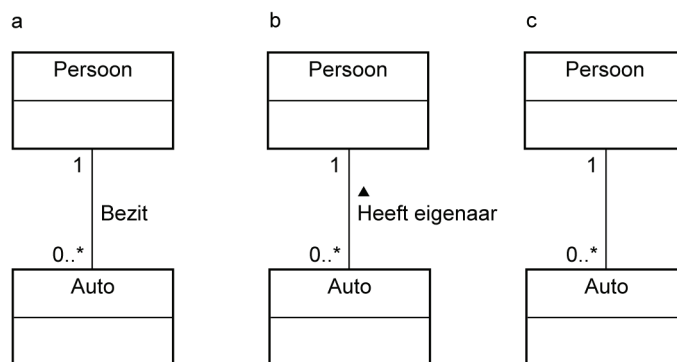 a
Persoon
1
Bezit
0..*
Auto
b
Persoon
1
Heeft eigenaar
0..*
Auto
c
Persoon
1
0..*
Auto